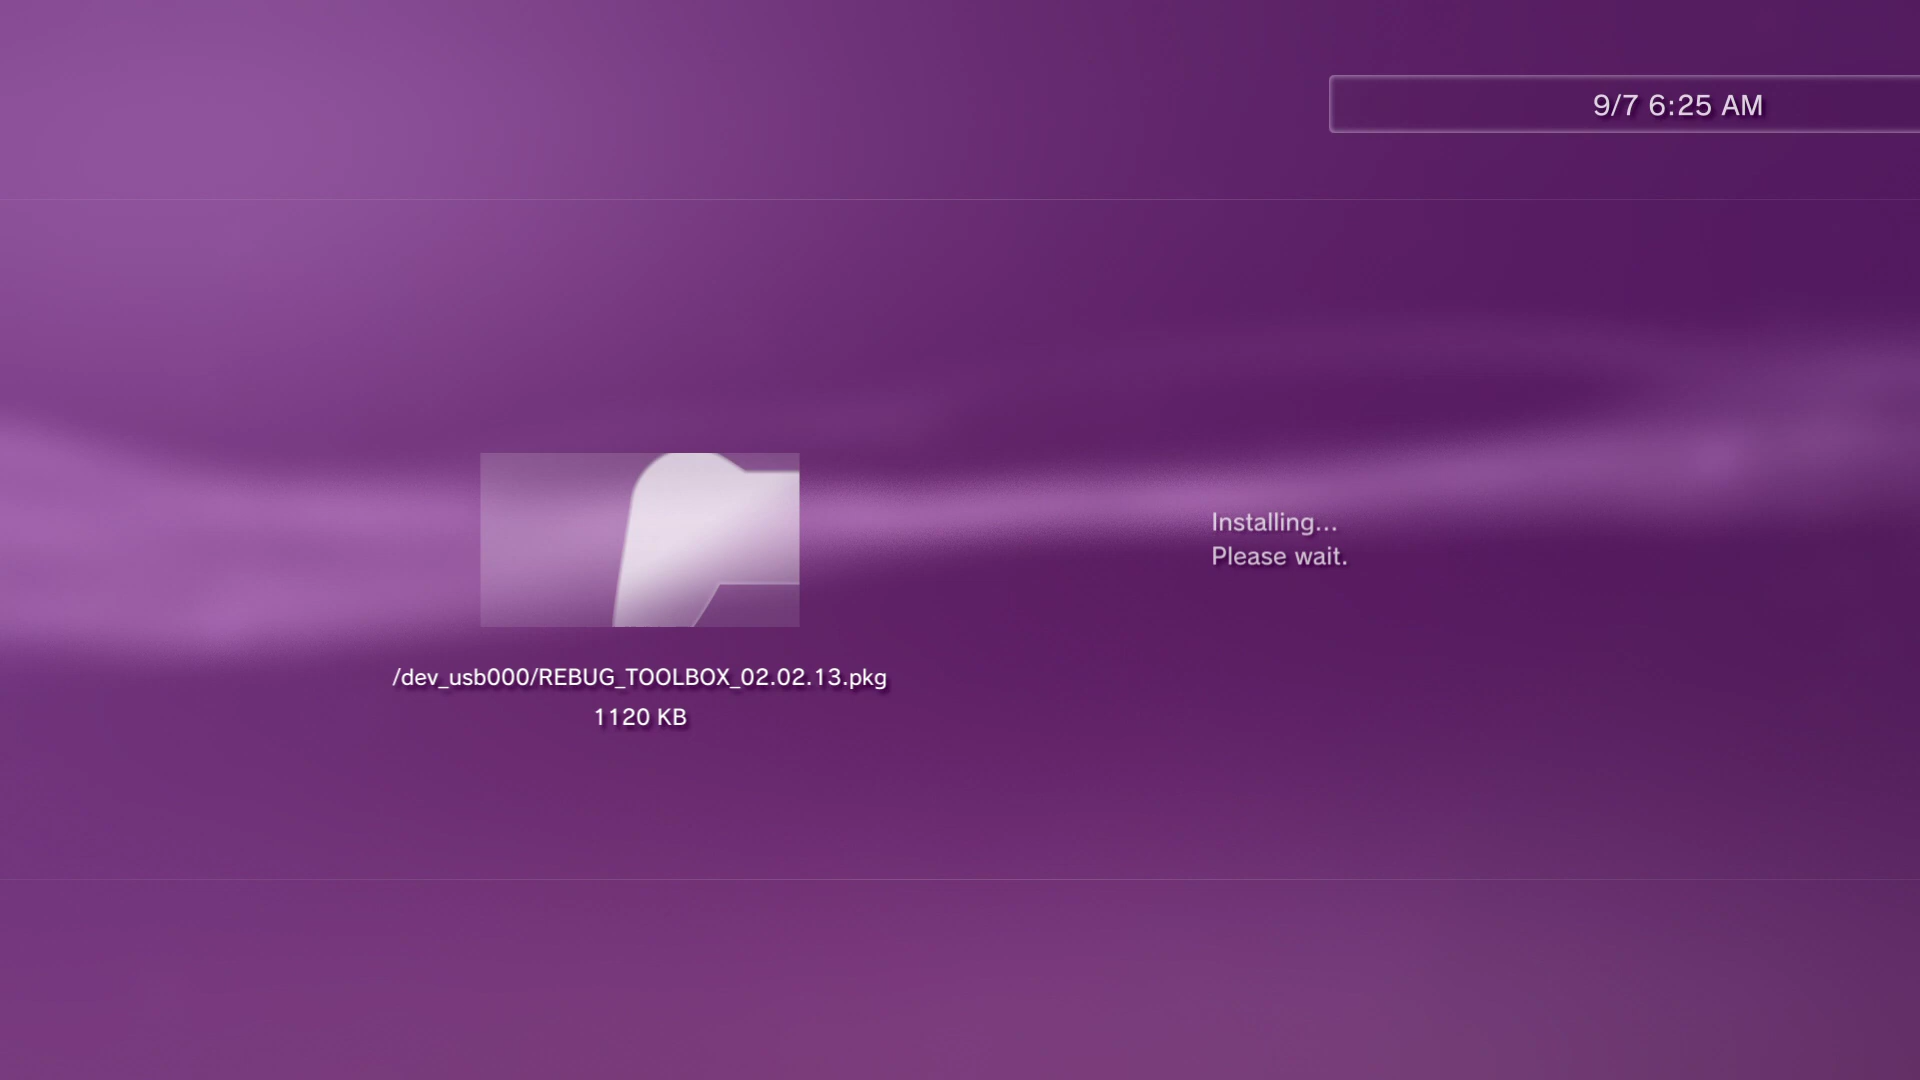 9/7 6:25 AM
Installing...
Please wait.
/dev_usb000/REBUG_TOOLBOX_02.02.13.pkg
1120 KB